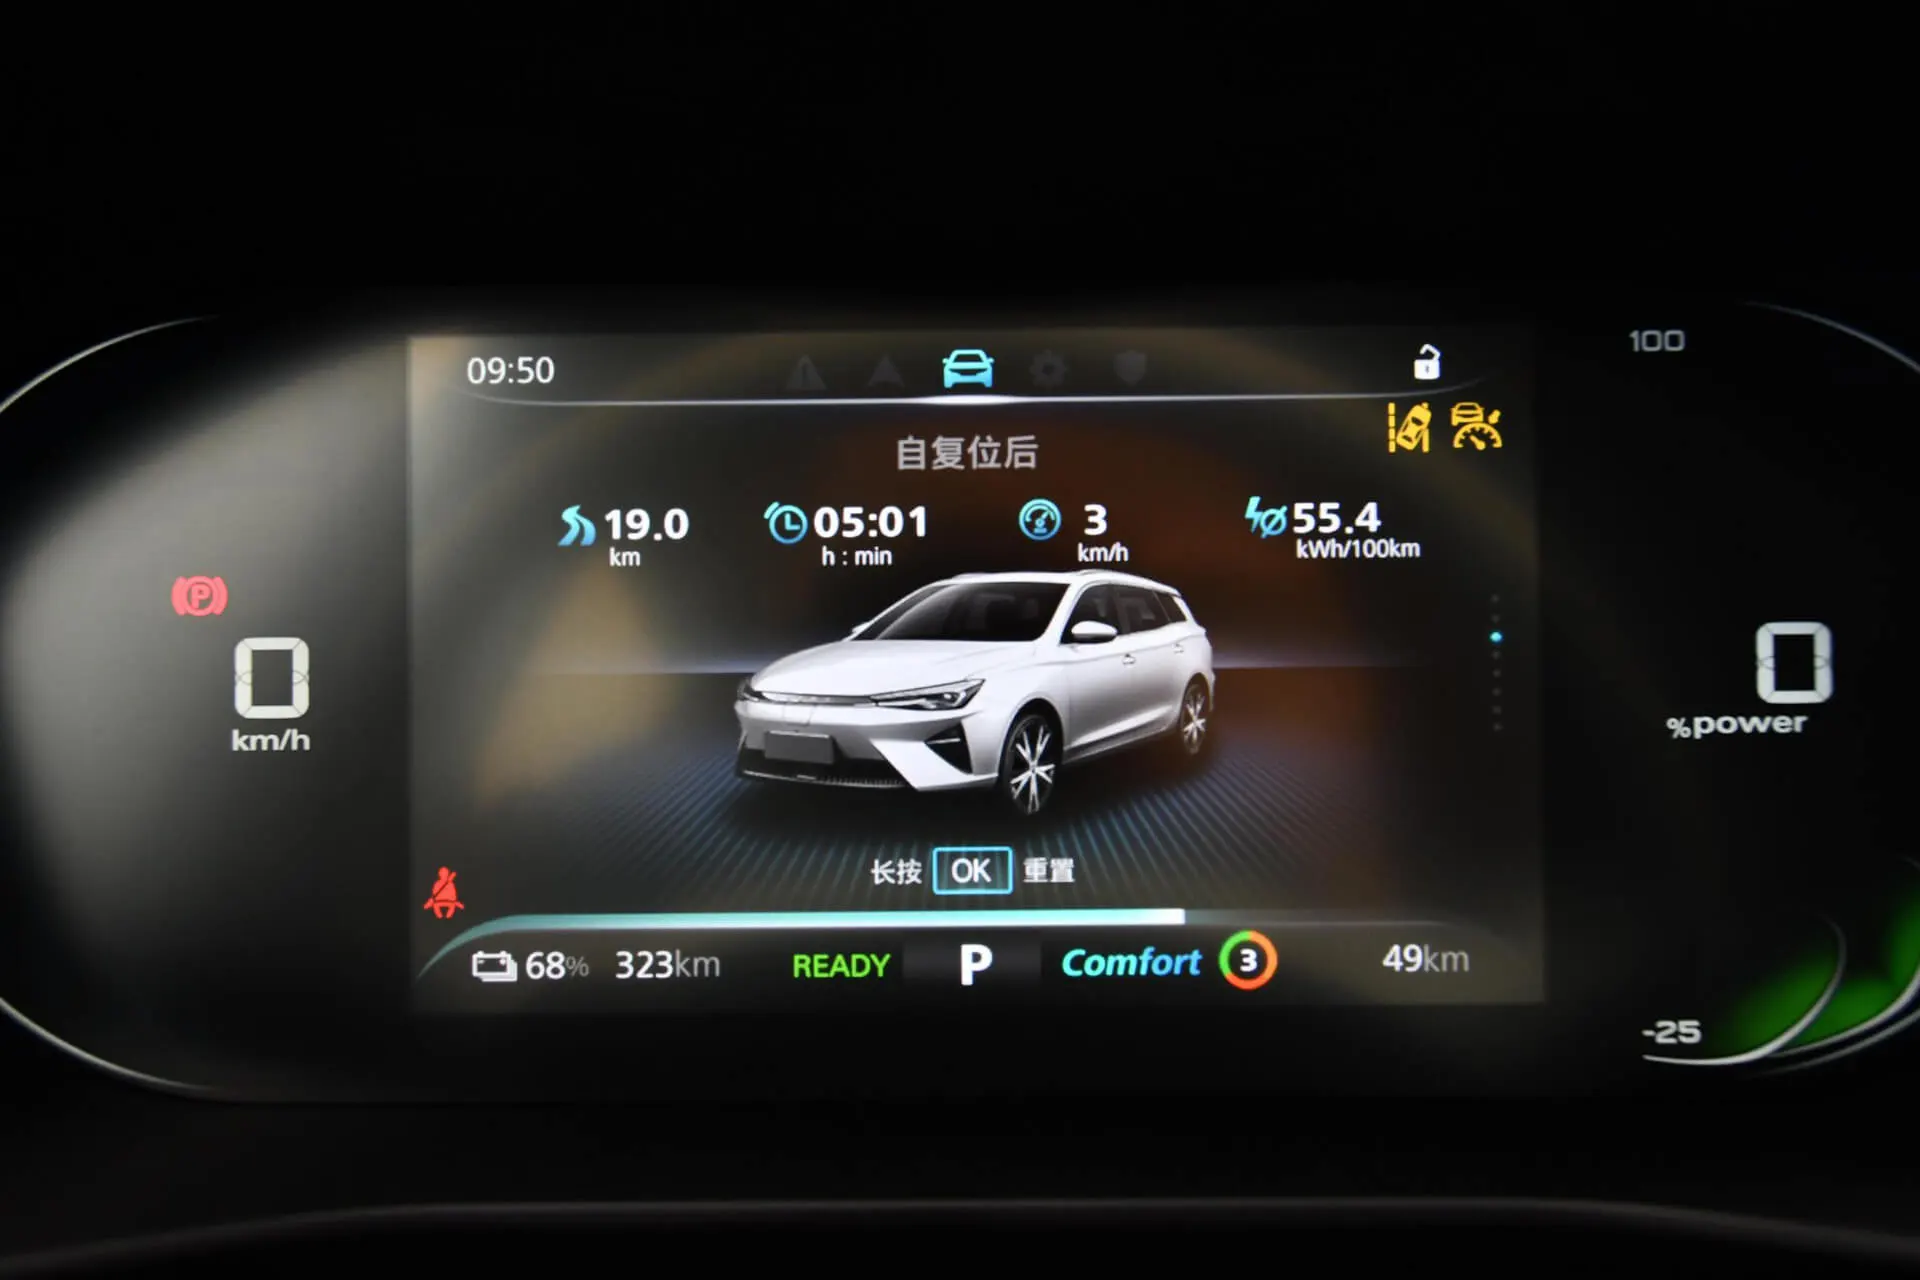 100
09:50
自复位后
19.0 05:01 3 55.4
km h : min km/h kWh/100km
P
0 0
km/h %power
长按 OK 重置
68% 323km READY P Comfort 3 49km
-25